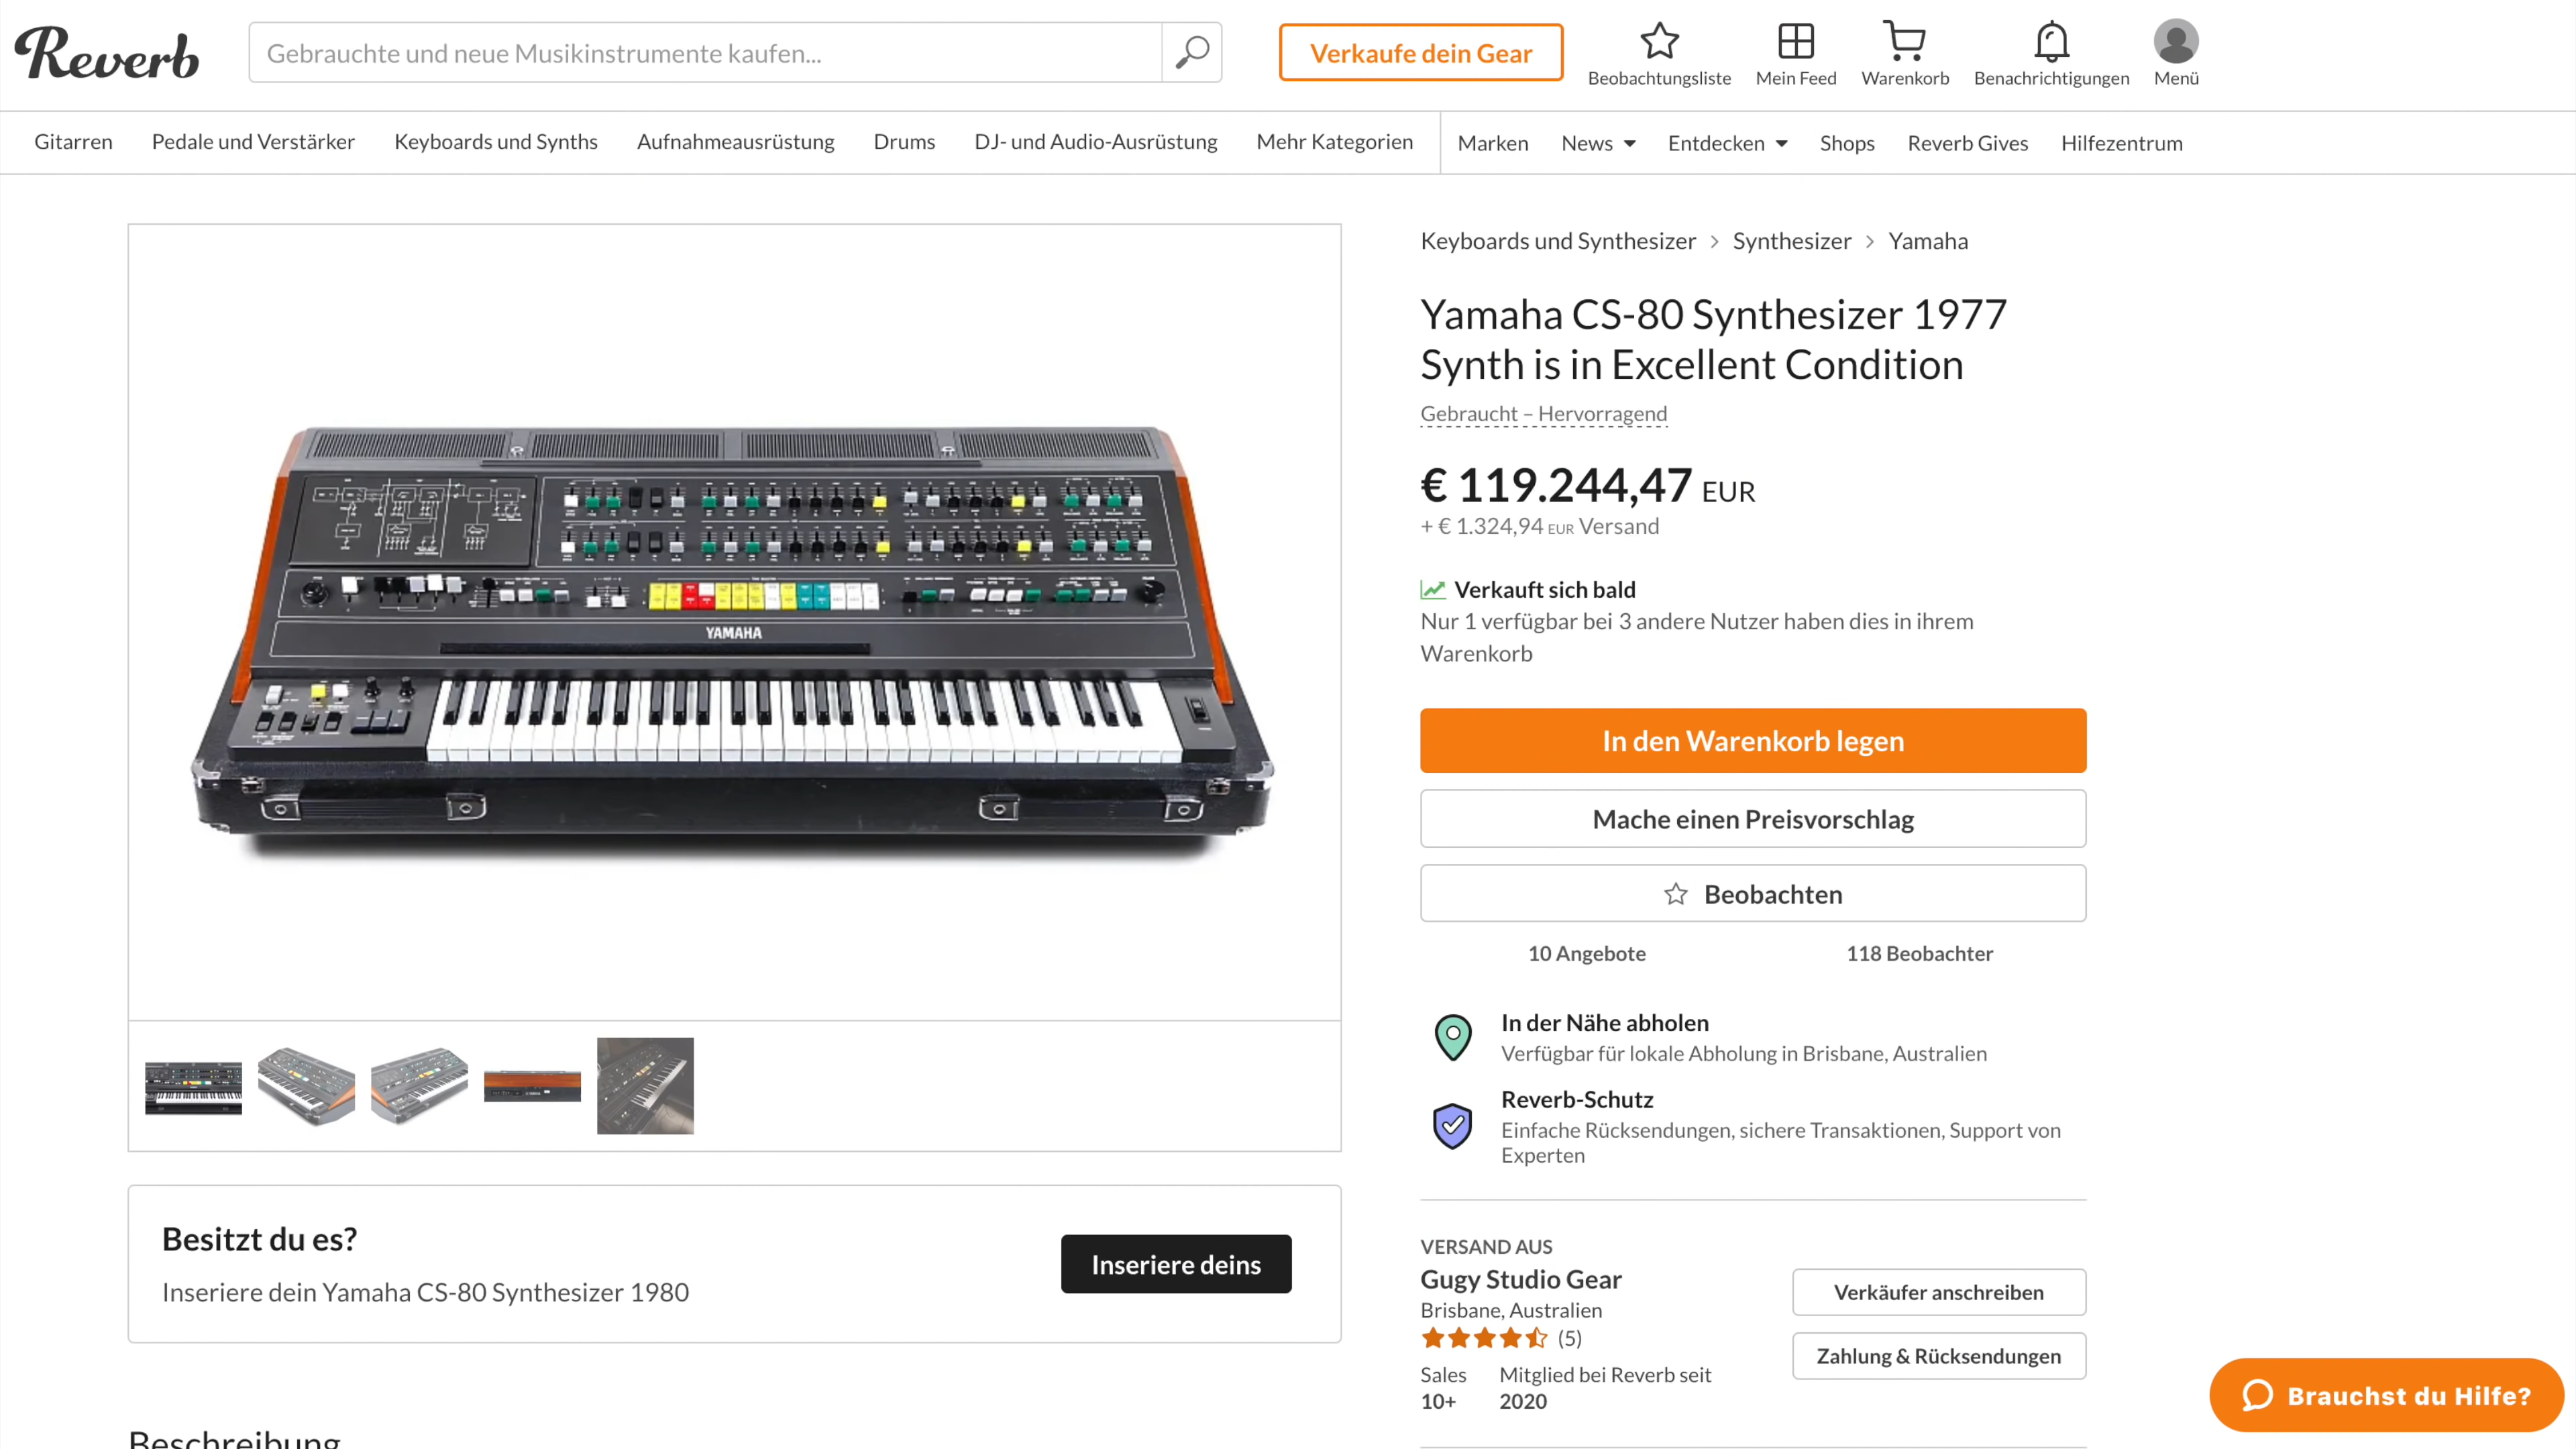 Reverb
Gebrauchte und neue Musikinstrumente kaufen...
Verkaufe dein Gear
Beobachtungsliste
Mein Feed
Warenkorb
Benachrichtigungen
Menü
Gitarren
Pedale und Verstärker
Keyboards und Synths
Aufnahmeausrüstung
Drums
DJ- und Audio-Ausrüstung
Mehr Kategorien
Marken
News
Entdecken
Shops
Reverb Gives
Hilfezentrum
YAMAHA
Keyboards und Synthesizer > Synthesizer > Yamaha
Yamaha CS-80 Synthesizer 1977
Synth is in Excellent Condition
Gebraucht – Hervorragend
€ 119.244,47 EUR
+ € 1.324,94 EUR Versand
Verkauft sich bald
Nur 1 verfügbar bei 3 andere Nutzer haben dies in ihrem
Warenkorb
In den Warenkorb legen
Mache einen Preisvorschlag
Beobachten
10 Angebote
118 Beobachter
In der Nähe abholen
Verfügbar für lokale Abholung in Brisbane, Australien
Reverb-Schutz
Einfache Rücksendungen, sichere Transaktionen, Support von
Experten
Besitzt du es?
Inseriere dein Yamaha CS-80 Synthesizer 1980
Inseriere deins
VERSAND AUS
Gugy Studio Gear
Brisbane, Australien
(5)
Sales
10+
Mitglied bei Reverb seit
2020
Verkäufer anschreiben
Zahlung & Rücksendungen
Brauchst du Hilfe?
Beschreibung